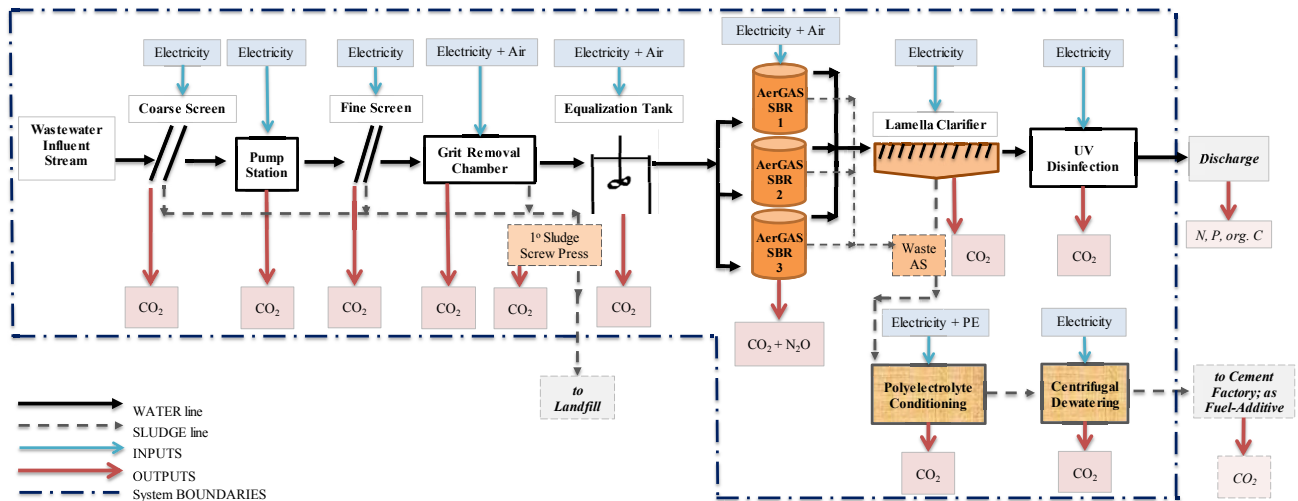 Electricity
Electricity
Electricity
Electricity + Air
Electricity + Air
Electricity + Air
Electricity
Electricity
Coarse Screen
Fine Screen
Equalization Tank
AerGAS
SBR
1
Lamella Clarifier
Wastewater
Influent
Stream
Pump
Station
Grit Removal
Chamber
AerGAS
SBR
2
UV
Disinfection
Discharge
1º Sludge
Screw Press
AerGAS
SBR
3
Waste
AS
N, P, org. C
CO₂
CO₂
CO₂
CO₂
CO₂
CO₂
CO₂
CO₂
CO₂ + N₂O
Electricity + PE
Electricity
to
Landfill
Polyelectrolyte
Conditioning
Centrifugal
Dewatering
to Cement
Factory; as
Fuel-Additive
CO₂
CO₂
CO₂
WATER line
SLUDGE line
INPUTS
OUTPUTS
System BOUNDARIES